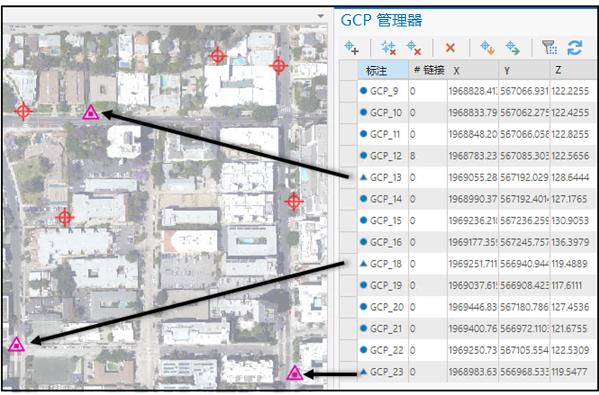 GCP 管理器
标注 # 链接 X Y Z
GCP_9 0 1968828.41: 567066.931 122.2255
GCP_10 0 1968833.79 567062.275 122.4255
GCP_11 0 1968848.20 567066.058 122.8255
GCP_12 8 1968783.23 567085.303 122.5656
GCP_13 0 1969055.28 567192.029 128.6444
GCP_14 0 1968990.37 567192.401 127.1765
GCP_15 0 1969236.21 567236.259 130.9053
GCP_16 0 1969177.35 567245.757 136.3979
GCP_18 0 1969251.71 566940.944 119.4889
GCP_19 0 1969037.61 566908.423 117.6111
GCP_20 0 1969446.83 567180.786 127.4536
GCP_21 0 1969400.76 566972.110 121.6755
GCP_22 0 1969250.73 567105.554 122.5309
GCP_23 0 1968983.63 566968.533 119.5477